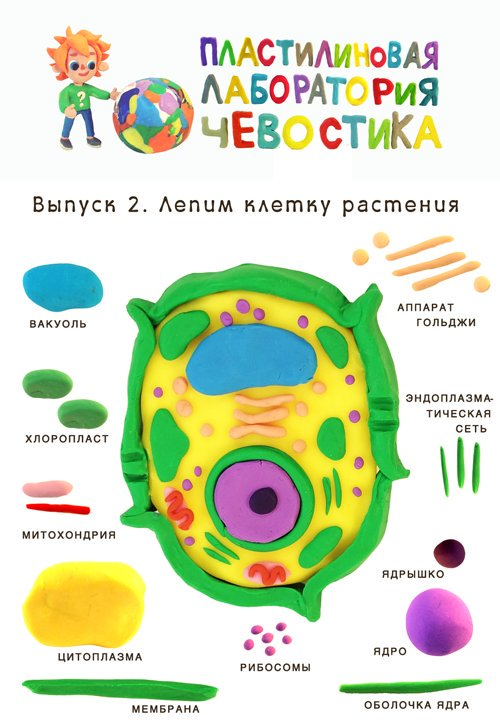 ПЛАСТИЛИНОВАЯ
ЛАБОРАТОРИЯ
ЧЕВОСТИКА
?
Выпуск 2. Лепим клетку растения
ВАКУОЛЬ
АППАРАТ
ГОЛЬДЖИ
ХЛОРОПЛАСТ
ЭНДОПЛАЗМА-
ТИЧЕСКАЯ
СЕТЬ
МИТОХОНДРИЯ
ЯДРЫШКО
ЦИТОПЛАЗМА
РИБОСОМЫ
ЯДРО
МЕМБРАНА
ОБОЛОЧКА ЯДРА